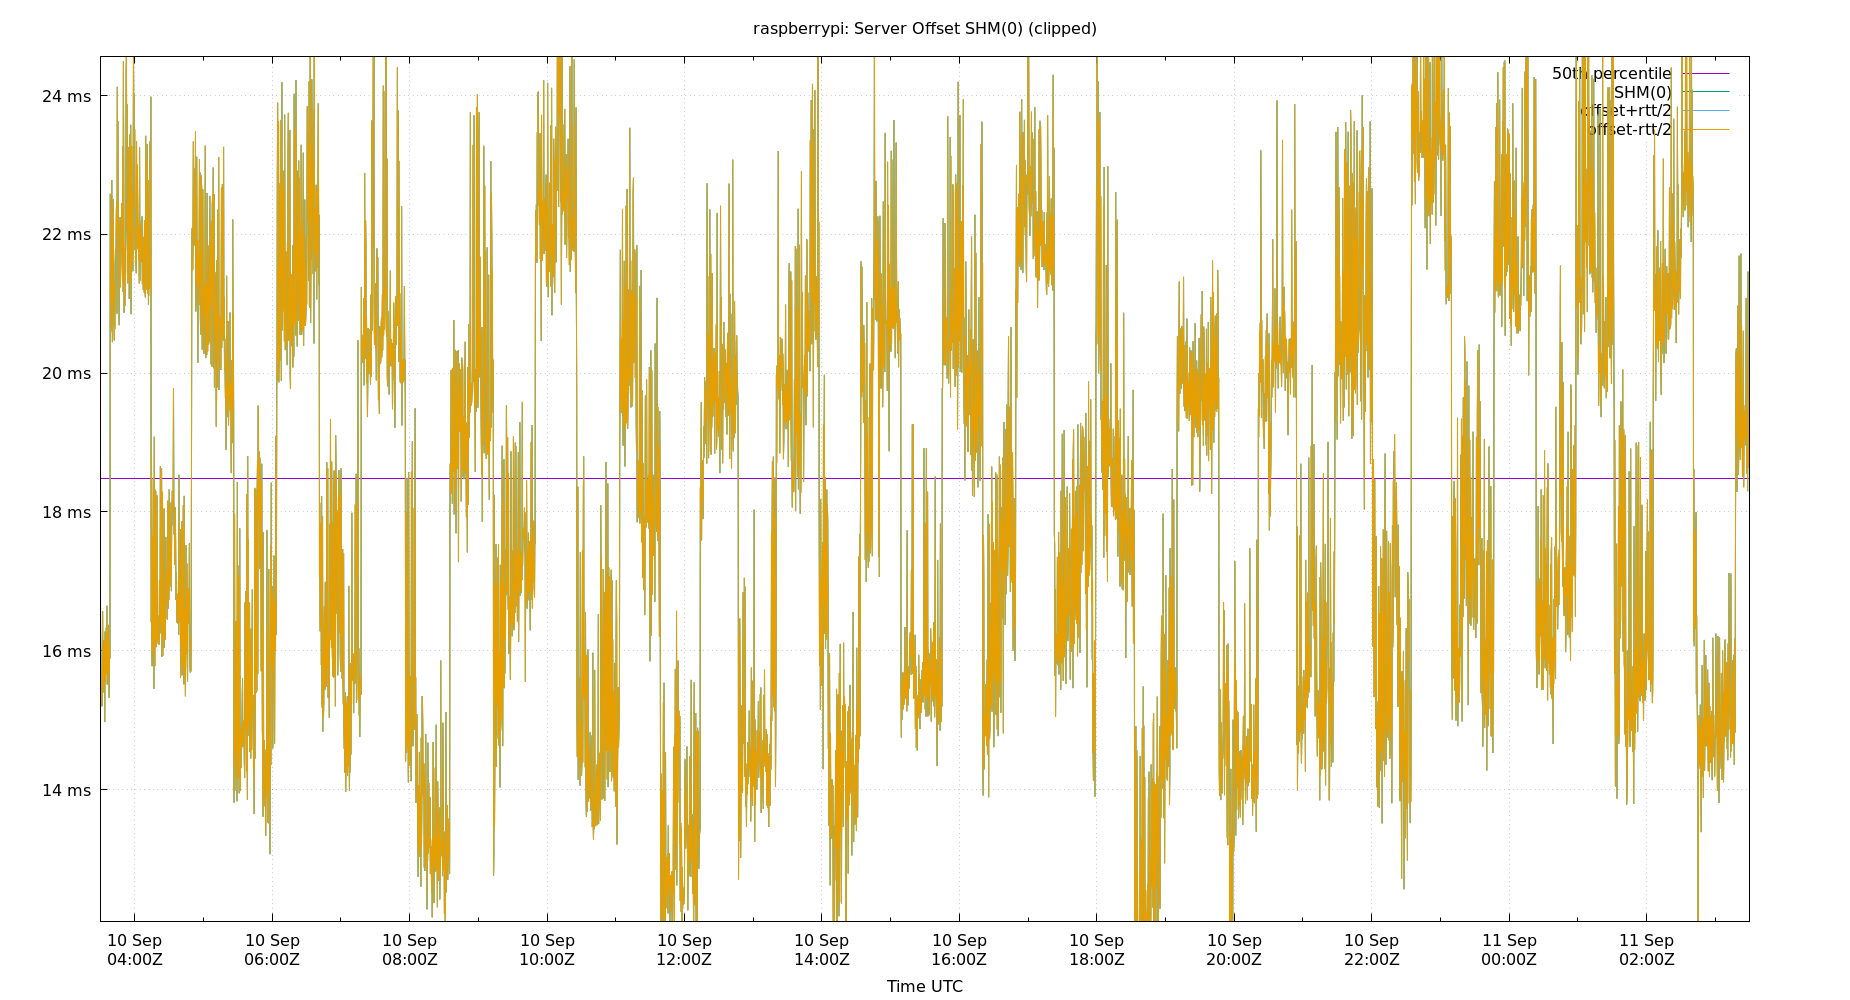 raspberrypi: Server Offset SHM(0) (clipped)
50th percentile
SHM(0)
offset+rtt/2
offset-rtt/2
24 ms
22 ms
20 ms
18 ms
16 ms
14 ms
10 Sep 10 Sep 10 Sep 10 Sep 10 Sep 10 Sep 10 Sep 10 Sep 10 Sep 10 Sep 11 Sep 11 Sep
04:00Z 06:00Z 08:00Z 10:00Z 12:00Z 14:00Z 16:00Z 18:00Z 20:00Z 22:00Z 00:00Z 02:00Z
Time UTC